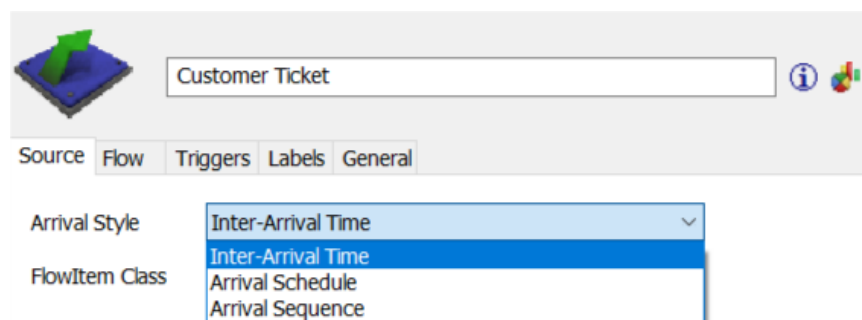 Customer Ticket
Source Flow Triggers Labels General
Arrival Style Inter-Arrival Time
Inter-Arrival Time
FlowItem Class
Arrival Schedule
Arrival Sequence